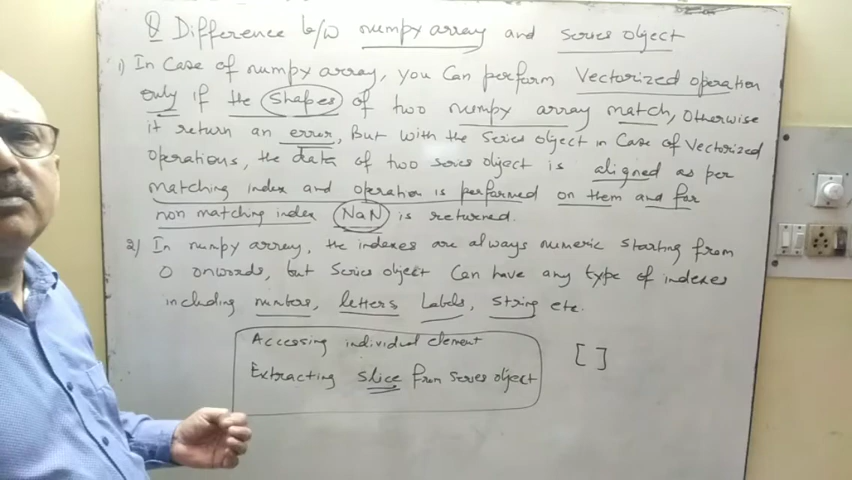 Q Difference b/w numpy array and Series object
1) In Case of numpy array, you Can perform Vectorized operation
only if the shapes of two numpy array match, otherwise
it return an error, But with the Series object in Case of Vectorized
Operations, the data of two series object is aligned as per
matching index and operation is performed on them and for
non matching index NaN is returned.
2) In numpy array, the indexes are always numeric starting from
0 onwords, but Series object Can have any type of indexes
including numbers, letters Labels, string etc.
Accessing individual element
Extracting slice from Series object
[ ]